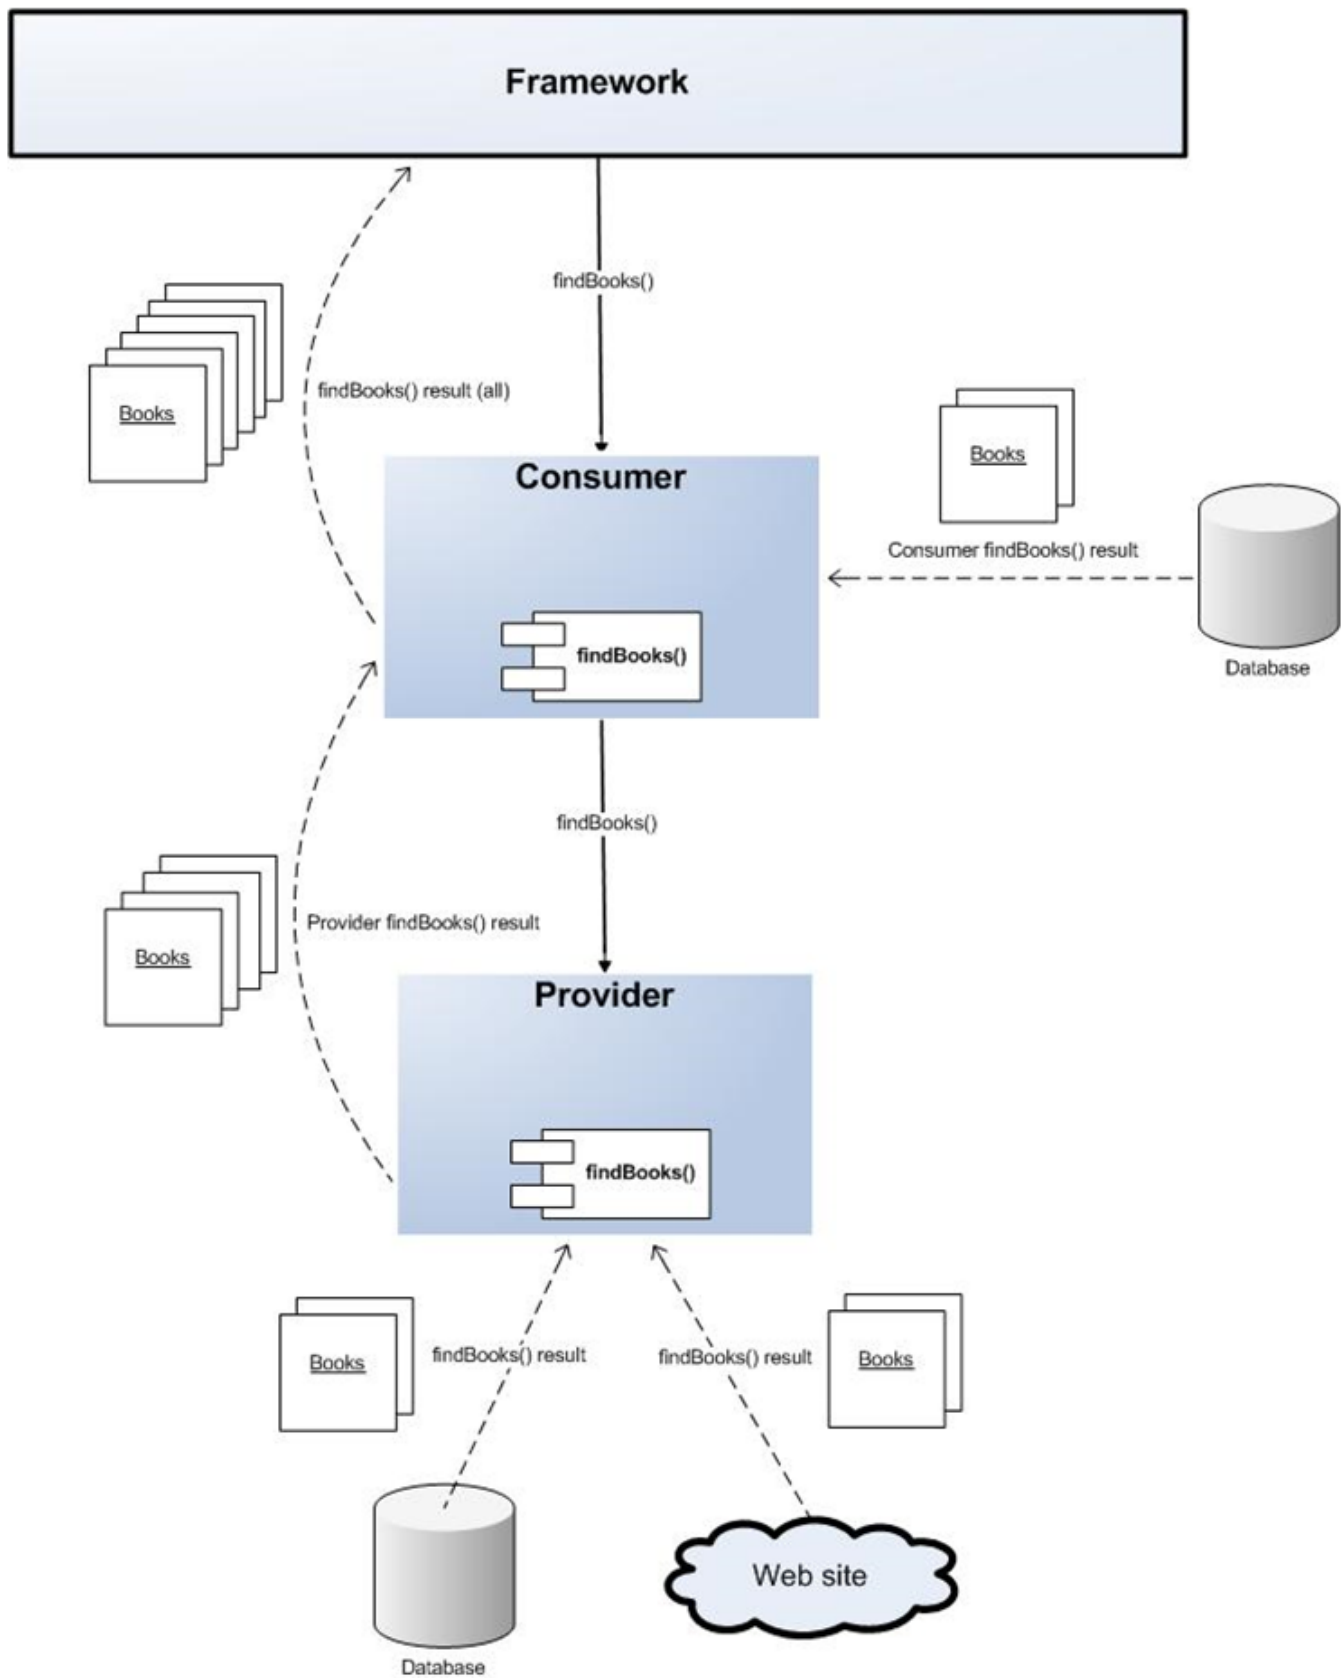 Framework
findBooks()
findBooks() result (all)
Books
Books
Consumer
Consumer findBooks() result
findBooks()
Database
findBooks()
Provider findBooks() result
Books
Provider
findBooks()
Books
findBooks() result
findBooks() result
Books
Web site
Database